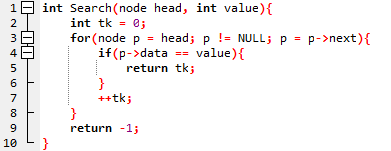 1 int Search(node head, int value){
2     int tk = 0;
3     for(node p = head; p != NULL; p = p->next){
4         if(p->data == value){
5             return tk;
6         }
7         ++tk;
8     }
9     return -1;
10 }